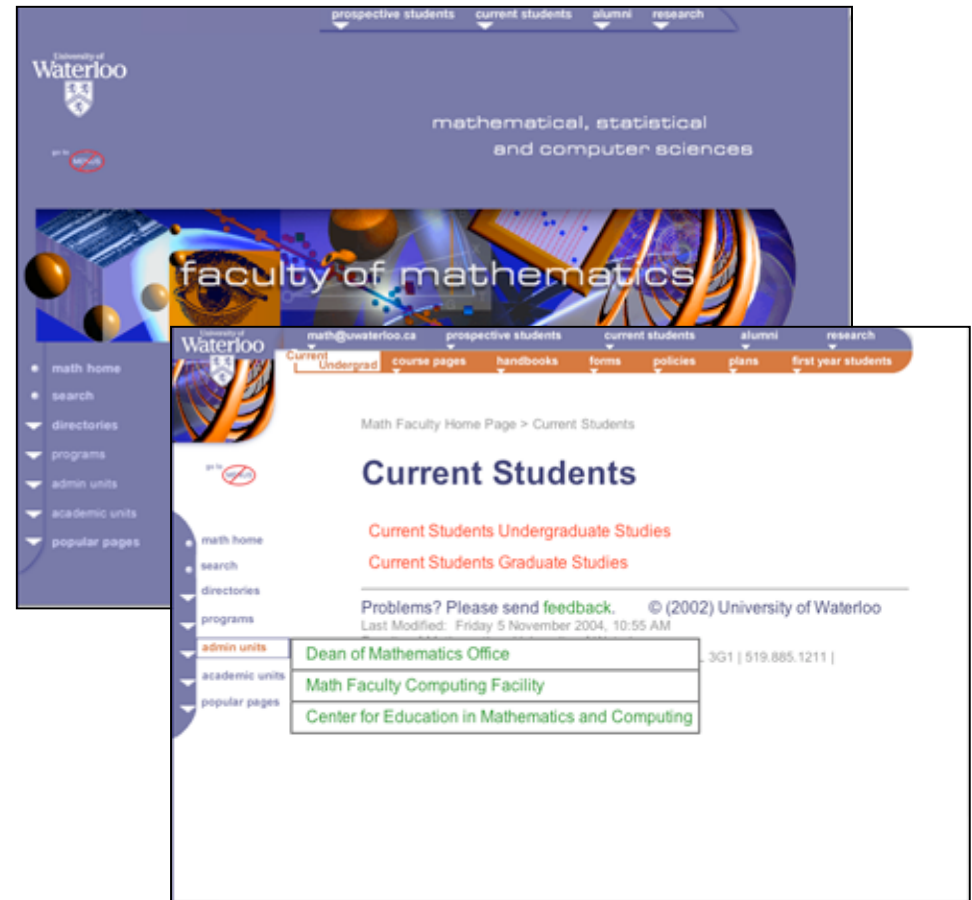 prospective students current students alumni research
University of
Waterloo
mathematical, statistical
and computer sciences
go to MENUS
faculty of mathematics
math home
search
directories
programs
admin units
academic units
popular pages
University of
Waterloo
math@uwaterloo.ca prospective students current students alumni research
Current
Undergrad course pages handbooks forms policies plans first year students
Math Faculty Home Page > Current Students
go to MENUS
Current Students
Current Students Undergraduate Studies
Current Students Graduate Studies
math home
search
directories
programs
admin units
academic units
popular pages
Problems? Please send feedback. © (2002) University of Waterloo
Last Modified: Friday 5 November 2004, 10:55 AM
3G1 | 519.885.1211 |
Dean of Mathematics Office
Math Faculty Computing Facility
Center for Education in Mathematics and Computing